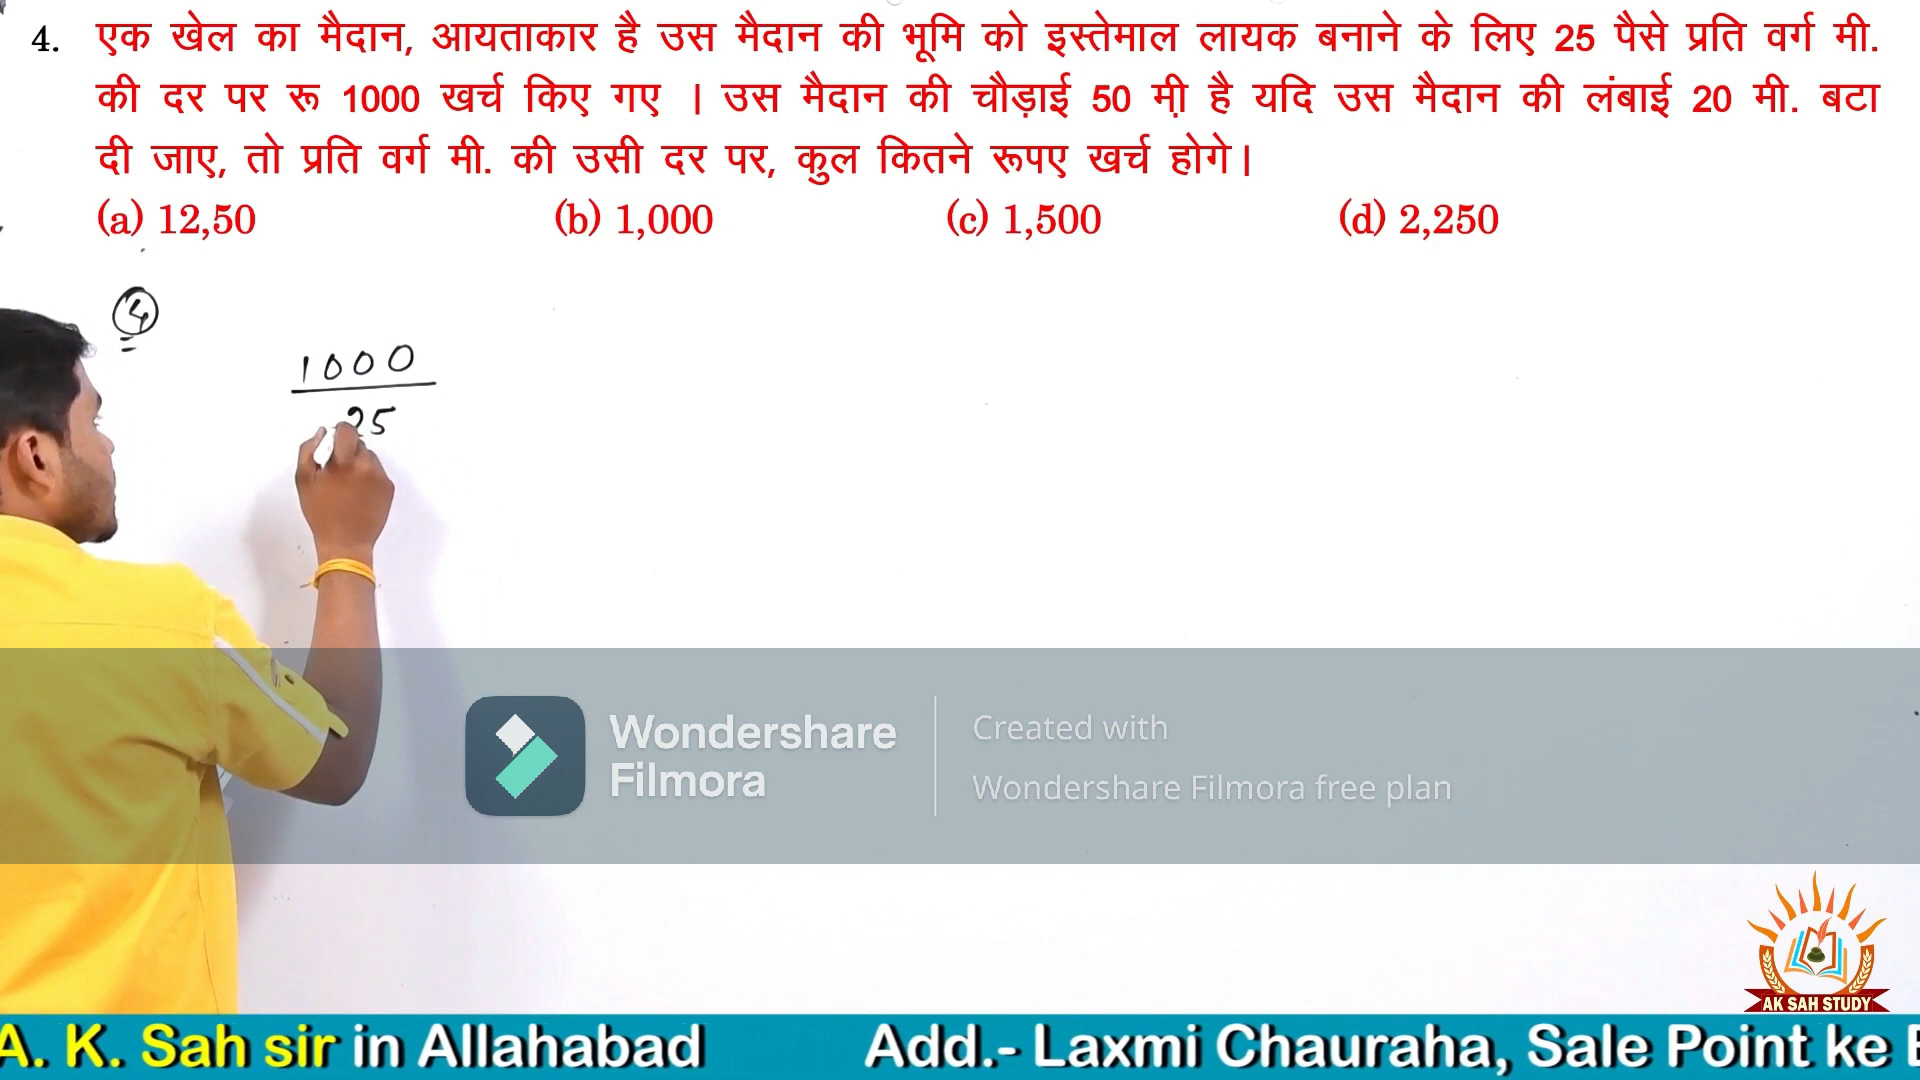 4. एक खेल का मैदान, आयताकार है उस मैदान की भूमि को इस्तेमाल लायक बनाने के लिए 25 पैसे प्रति वर्ग मी.
की दर पर रू 1000 खर्च किए गए । उस मैदान की चौड़ाई 50 मी़ है यदि उस मैदान की लंबाई 20 मी. बटा
दी जाए, तो प्रति वर्ग मी. की उसी दर पर, कुल कितने रूपए खर्च होगे।
(a) 12,50 (b) 1,000 (c) 1,500 (d) 2,250
4
1000
25
Wondershare
Filmora
Created with
Wondershare Filmora free plan
AK SAH STUDY
A. K. Sah sir in Allahabad Add.- Laxmi Chauraha, Sale Point ke